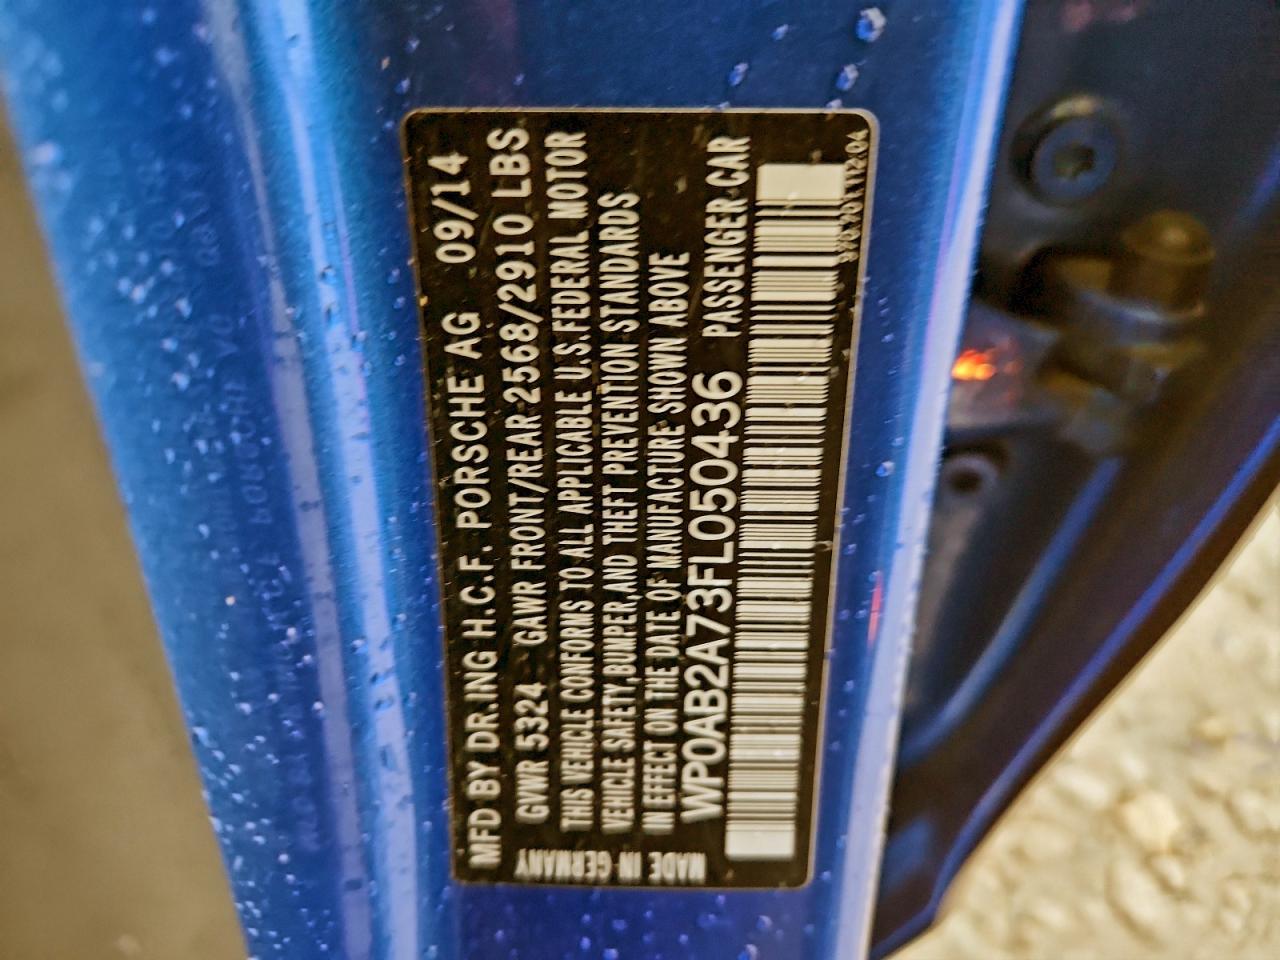 MFD BY DR.ING H.C.F. PORSCHE AG 09/14
GVWR 5324 GAWR FRONT/REAR 2568/2910 LBS
THIS VEHICLE CONFORMS TO ALL APPLICABLE U.S.FEDERAL MOTOR
VEHICLE SAFETY,BUMPER,AND THEFT PREVENTION STANDARDS
IN EFFECT ON THE DATE OF MANUFACTURE SHOWN ABOVE
WP0AB2A73FL050436 PASSENGER CAR
MADE IN GERMANY